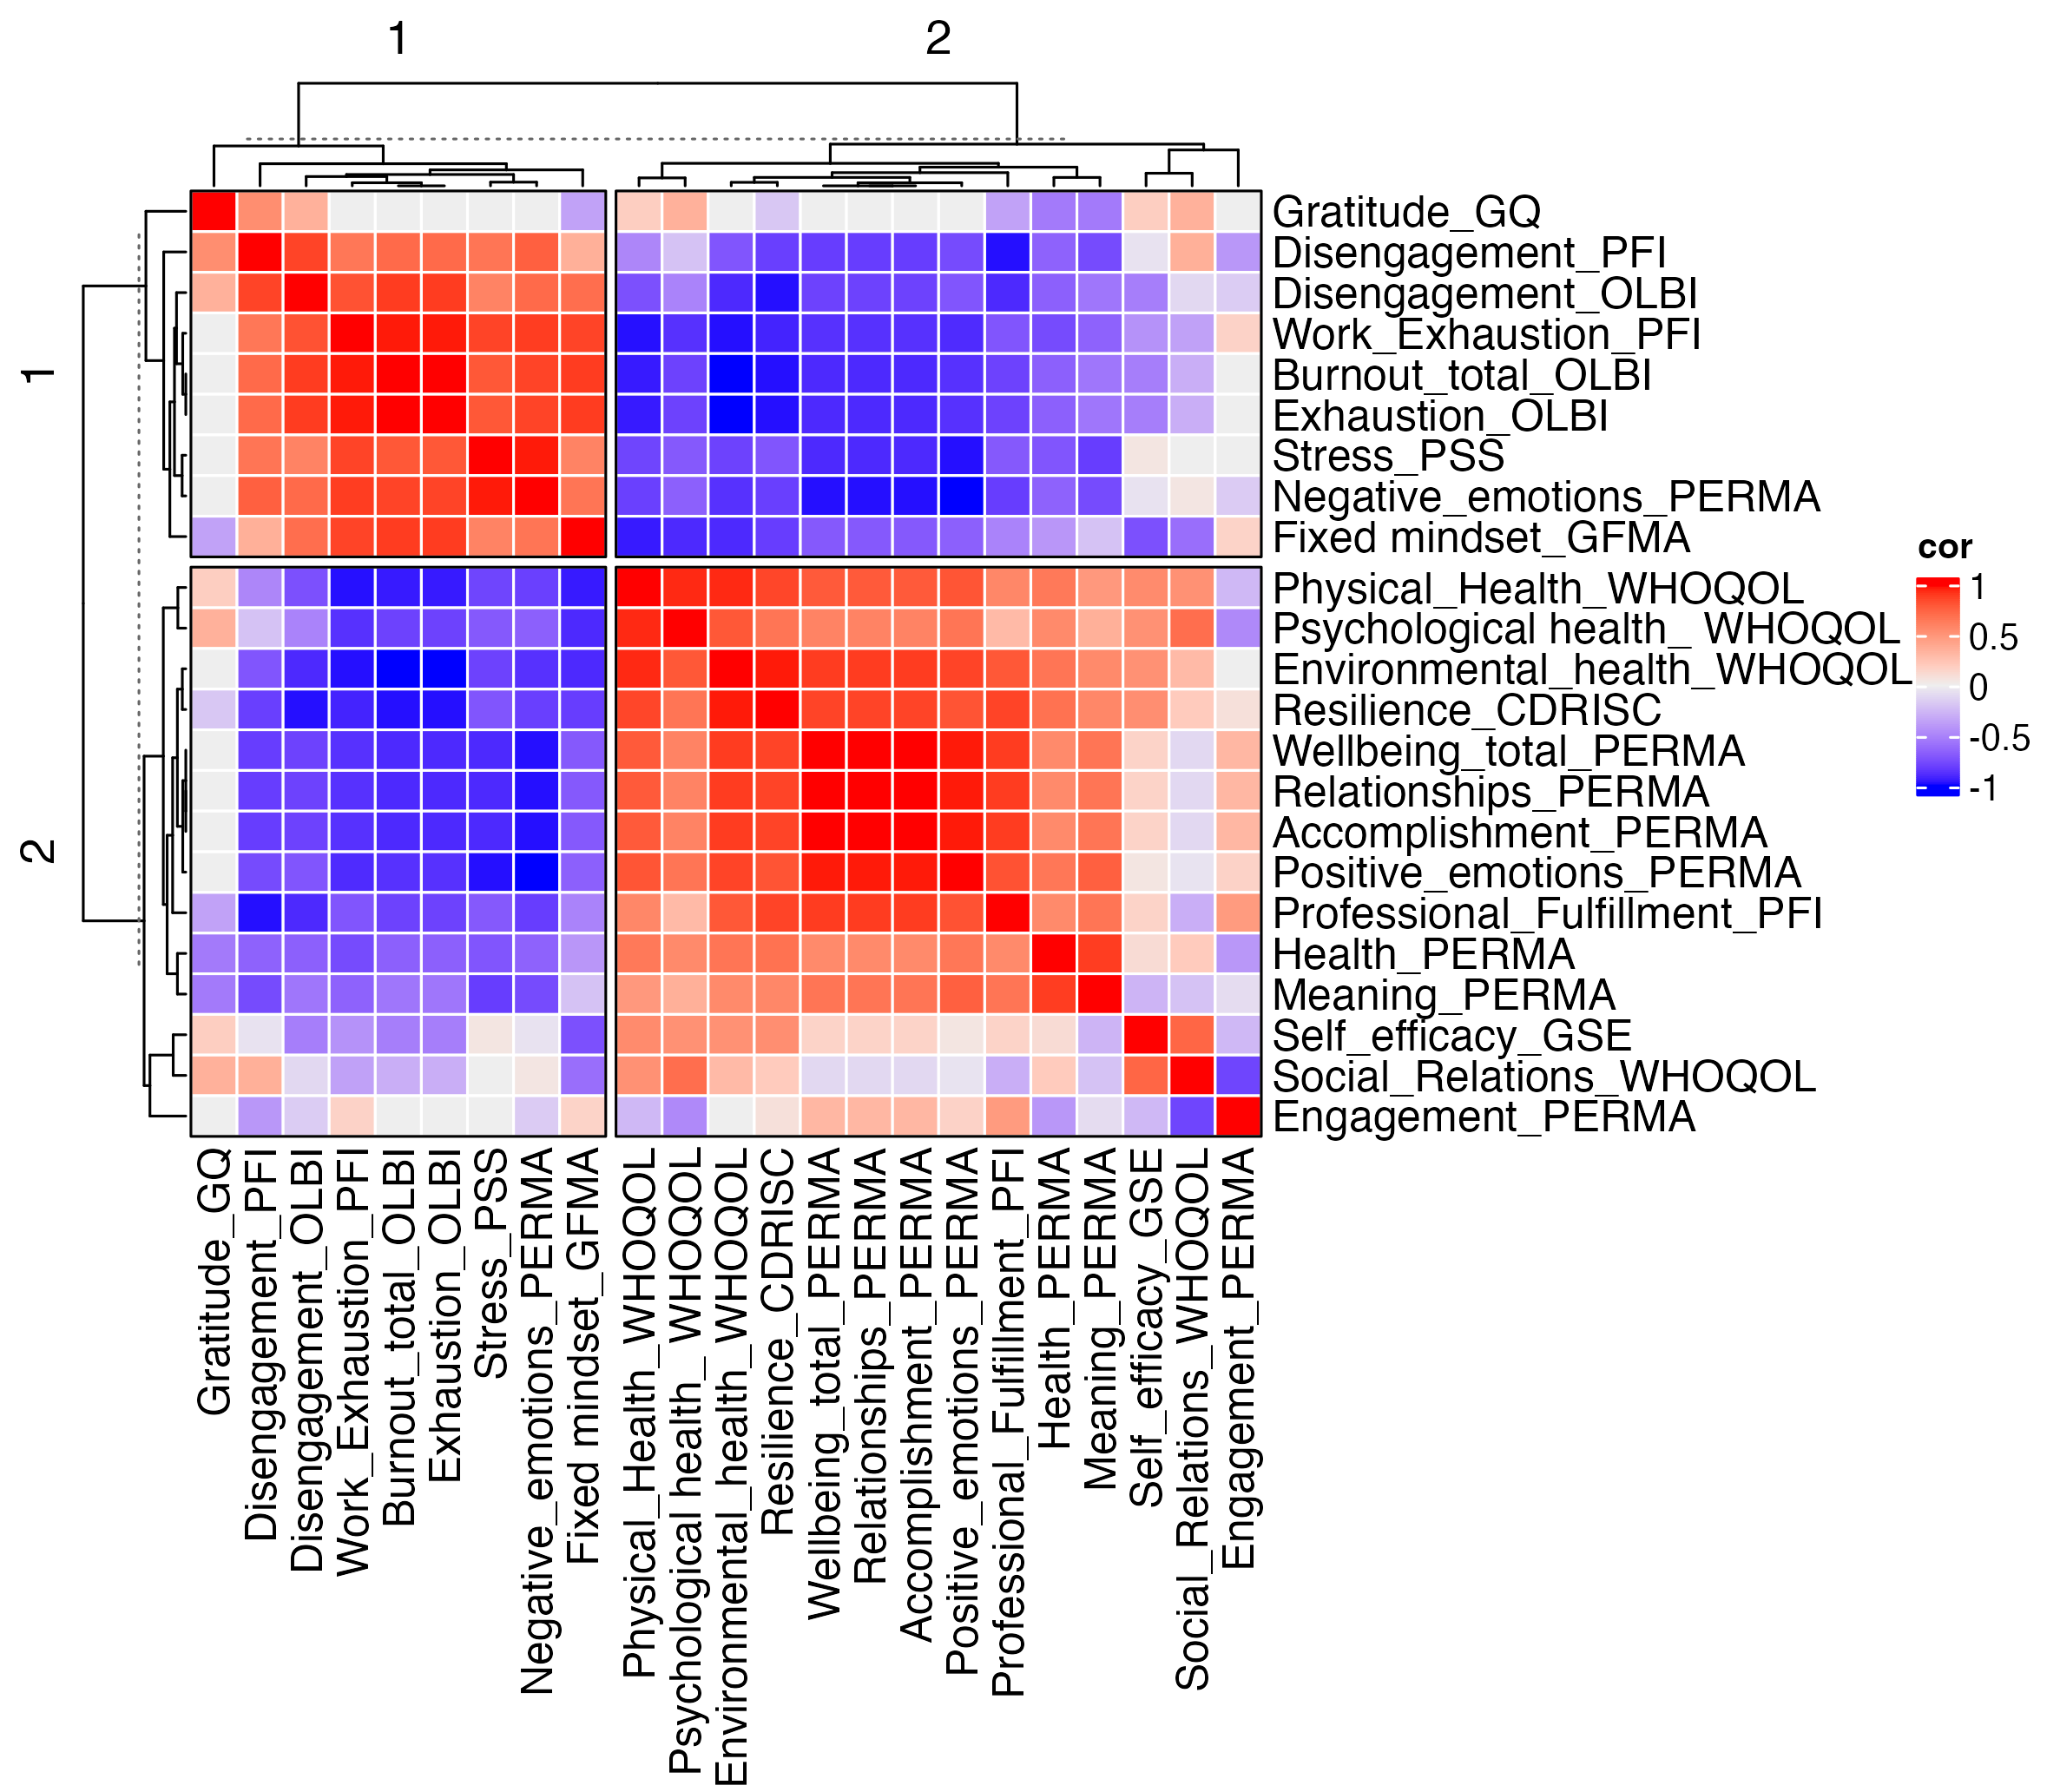 1
2
1
2
Gratitude_GQ
Disengagement_PFI
Disengagement_OLBI
Work_Exhaustion_PFI
Burnout_total_OLBI
Exhaustion_OLBI
Stress_PSS
Negative_emotions_PERMA
Fixed mindset_GFMA
Physical_Health_WHOQOL
Psychological health_ WHOQOL
Environmental_health_WHOQOL
Resilience_CDRISC
Wellbeing_total_PERMA
Relationships_PERMA
Accomplishment_PERMA
Positive_emotions_PERMA
Professional_Fulfillment_PFI
Health_PERMA
Meaning_PERMA
Self_efficacy_GSE
Social_Relations_WHOQOL
Engagement_PERMA
cor
1
0.5
0
-0.5
-1
Gratitude_GQ
Disengagement_PFI
Disengagement_OLBI
Work_Exhaustion_PFI
Burnout_total_OLBI
Exhaustion_OLBI
Stress_PSS
Negative_emotions_PERMA
Fixed mindset_GFMA
Physical_Health_WHOQOL
Psychological health_ WHOQOL
Environmental_health_WHOQOL
Resilience_CDRISC
Wellbeing_total_PERMA
Relationships_PERMA
Accomplishment_PERMA
Positive_emotions_PERMA
Professional_Fulfillment_PFI
Health_PERMA
Meaning_PERMA
Self_efficacy_GSE
Social_Relations_WHOQOL
Engagement_PERMA